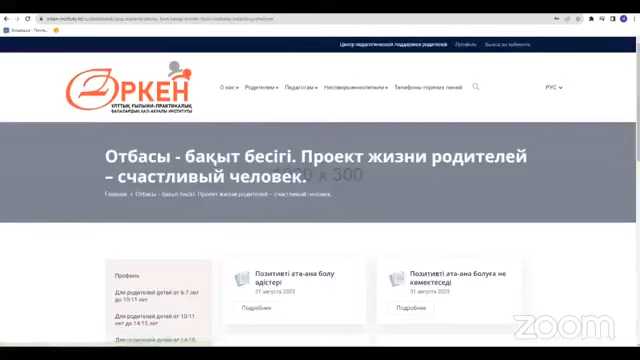 Центр педагогической поддержки родителей Профиль Выйти из кабинета
ӨРКЕН
ҰЛТТЫҚ ҒЫЛЫМИ-ПРАКТИКАЛЫҚ
БАЛАЛАРДЫҢ ХАЛ-АХУАЛЫ ИНСТИТУТЫ
О нас Родителям Педагогам Несовершеннолетним Телефоны горячих линий
РУС
Отбасы - бақыт бесігі. Проект жизни родителей
– счастливый человек.
Главная » Отбасы - бақыт бесігі. Проект жизни родителей – счастливый человек.
Профиль
Для родителей детей от 6-7 лет
до 10-11 лет
Для родителей детей от 10-11
лет до 14-15 лет
Позитивті ата-ана болу
әдістері
31 августа 2023
Подробнее
Позитивті ата-ана болуға не
көмектеседі
31 августа 2023
Подробнее
zoom